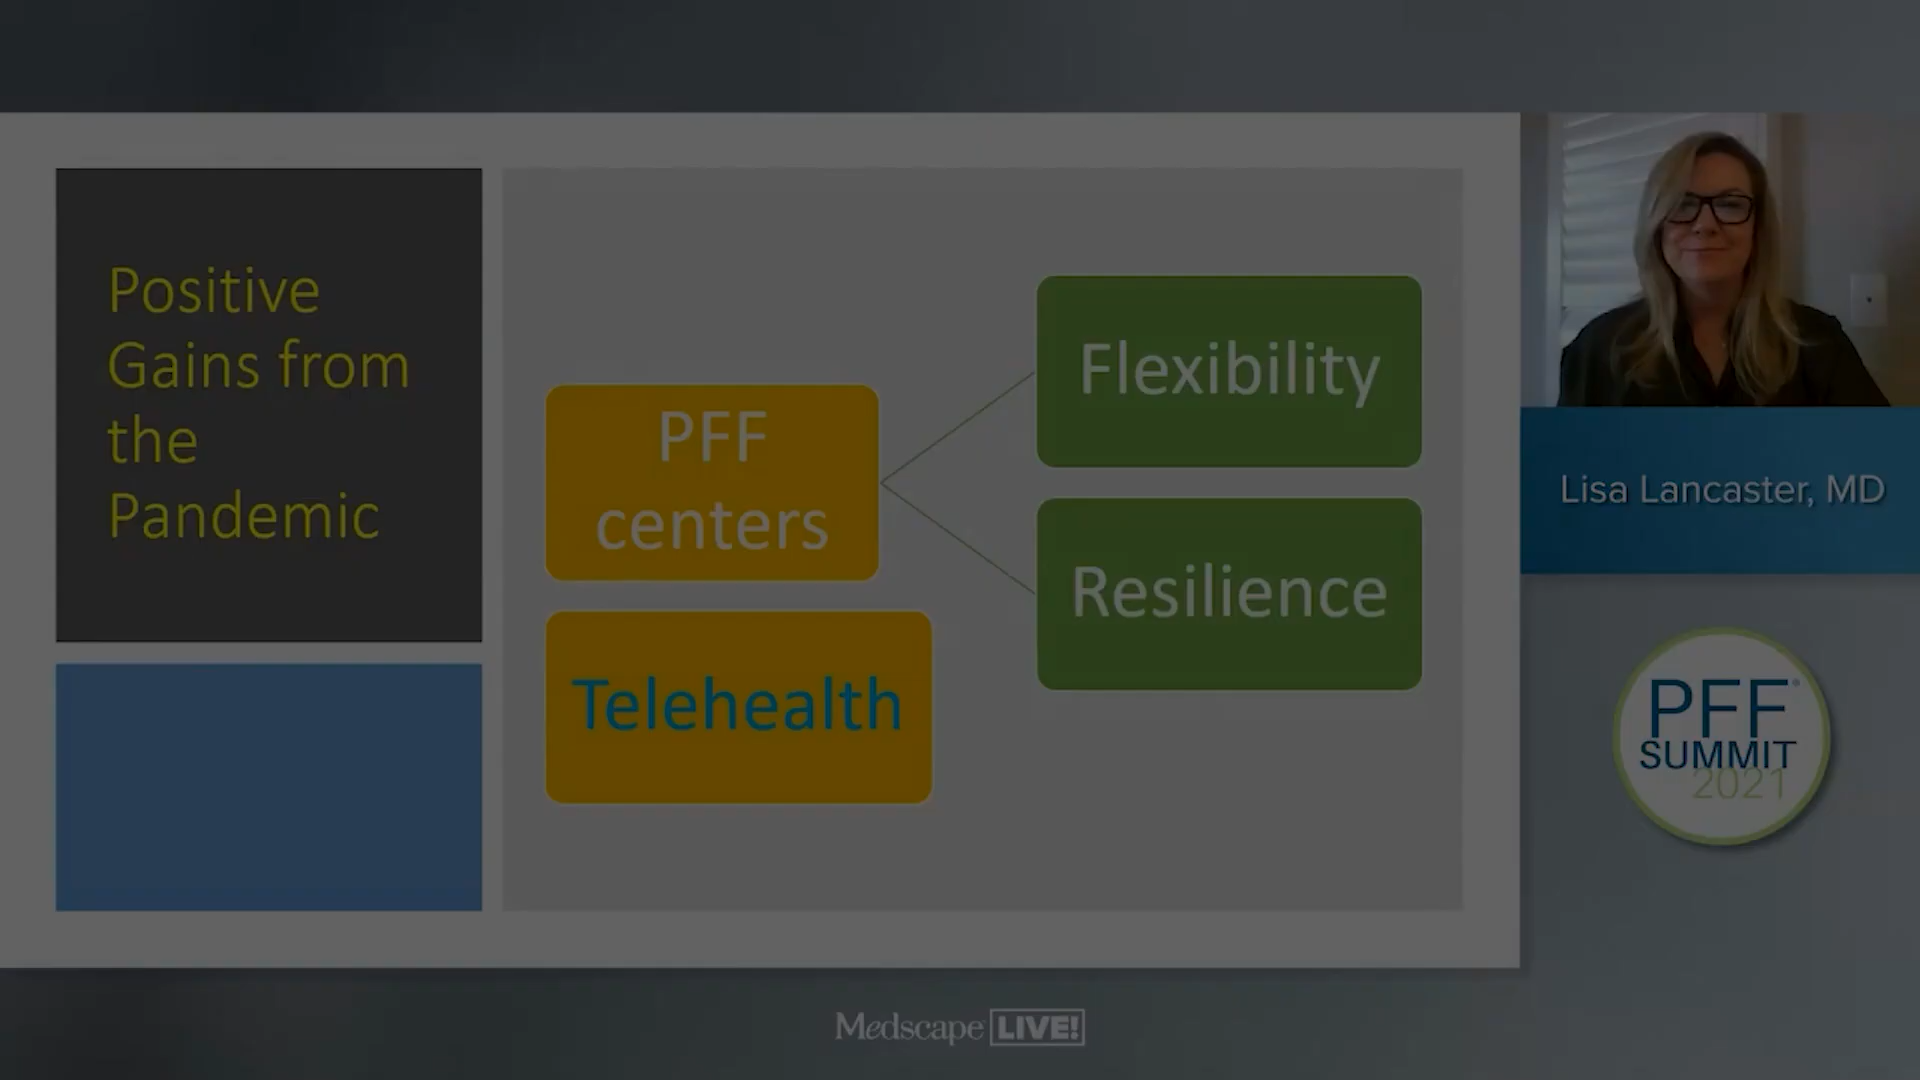 Positive
Gains from
the
Pandemic
PFF
centers
Telehealth
Flexibility
Resilience
Lisa Lancaster, MD
PFF®
SUMMIT
2021
Medscape LIVE!